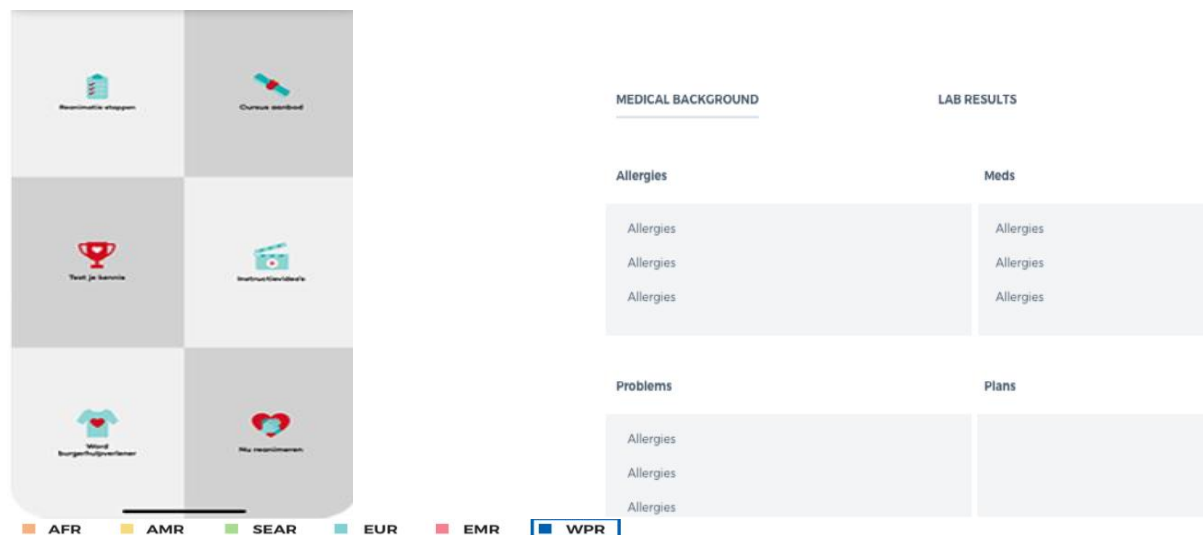 Reanimatie stappen
Cursus aanbod
Test je kennis
Instructievideo's
Word
burgerhulpverlener
Nu reanimeren
MEDICAL BACKGROUND
LAB RESULTS
Allergies
Meds
Allergies
Allergies
Allergies
Allergies
Allergies
Allergies
Problems
Plans
Allergies
Allergies
Allergies
AFR AMR SEAR EUR EMR WPR